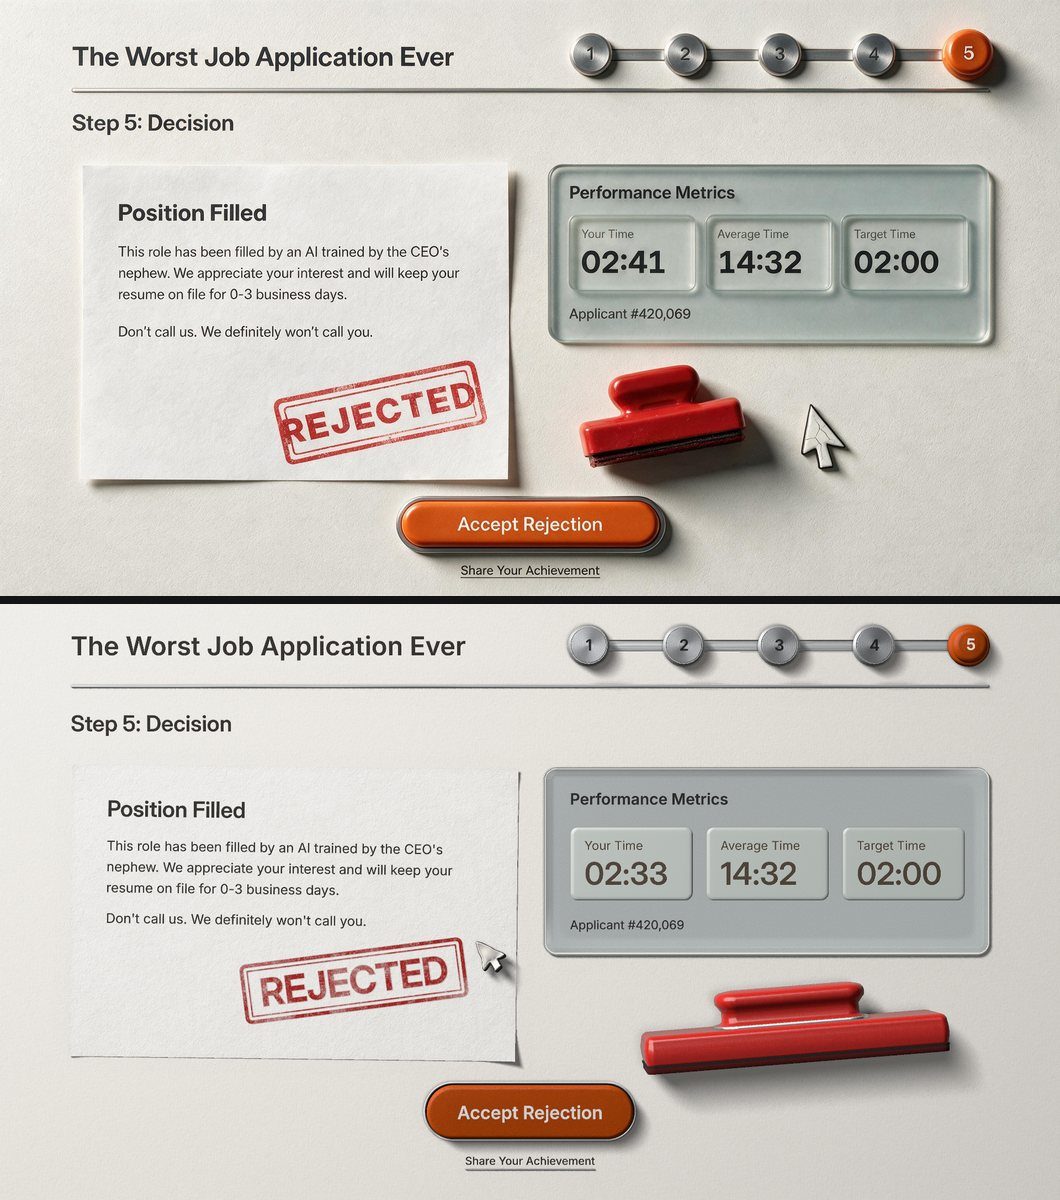 The Worst Job Application Ever
1 2 3 4 5
Step 5: Decision
Position Filled
This role has been filled by an AI trained by the CEO's
nephew. We appreciate your interest and will keep your
resume on file for 0-3 business days.
Don't call us. We definitely won't call you.
REJECTED
Performance Metrics
Your Time
02:41
Average Time
14:32
Target Time
02:00
Applicant #420,069
Accept Rejection
Share Your Achievement
The Worst Job Application Ever
1 2 3 4 5
Step 5: Decision
Position Filled
This role has been filled by an AI trained by the CEO's
nephew. We appreciate your interest and will keep your
resume on file for 0-3 business days.
Don't call us. We definitely won't call you.
REJECTED
Performance Metrics
Your Time
02:33
Average Time
14:32
Target Time
02:00
Applicant #420,069
Accept Rejection
Share Your Achievement